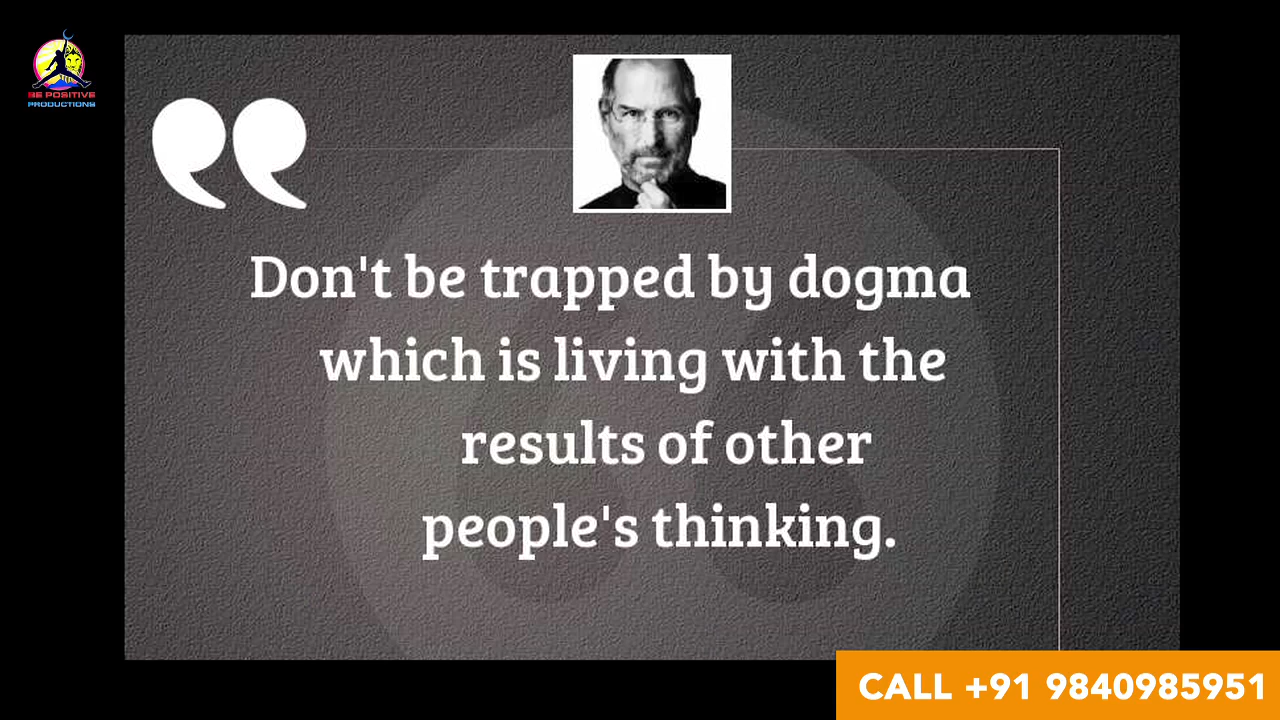 BE POSITIVE
PRODUCTIONS
Don't be trapped by dogma
which is living with the
results of other
people's thinking.
CALL +91 9840985951